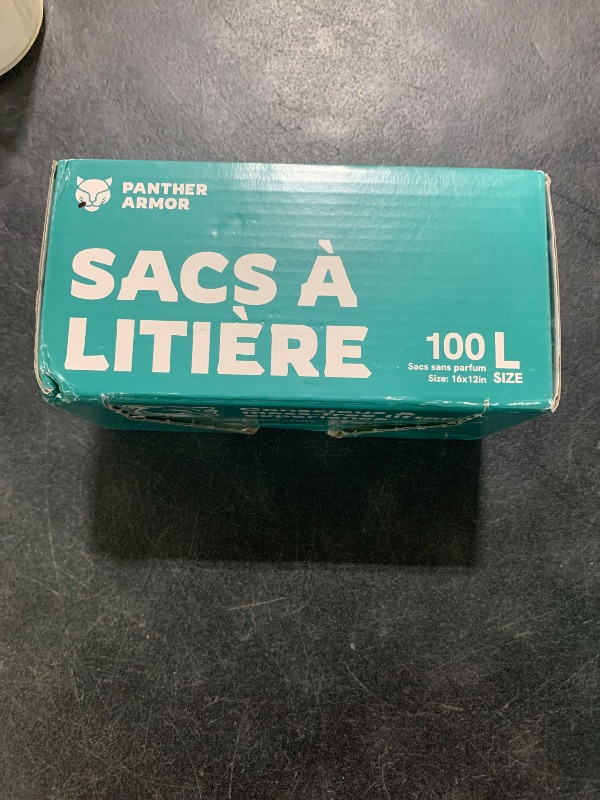 PANTHER
ARMOR
SACS À
LITIÈRE
100 L
Sacs sans parfum
Size: 16x12in SIZE